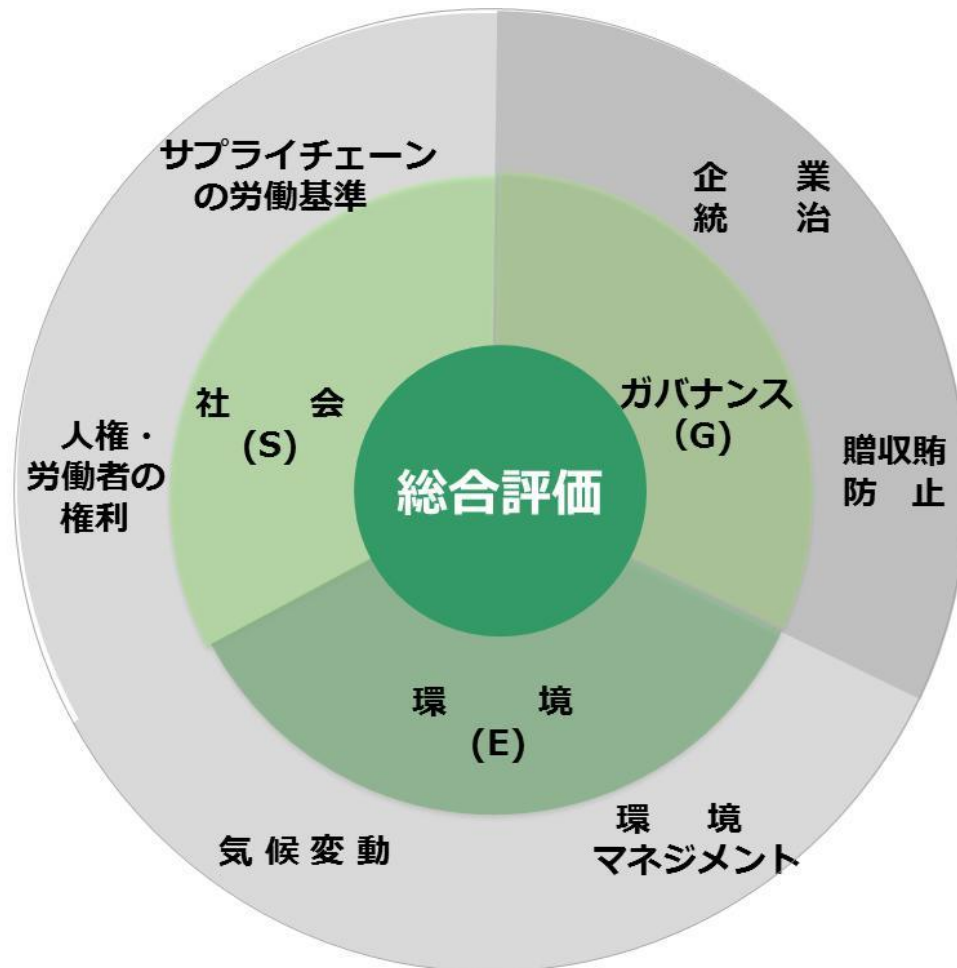 サプライチェーン
の労働基準
企　業
統　治
社　会
(S)
ガバナンス
（G）
人権・
労働者の
権利
総合評価
贈収賄
防　止
環　境
(E)
気候変動
環　境
マネジメント